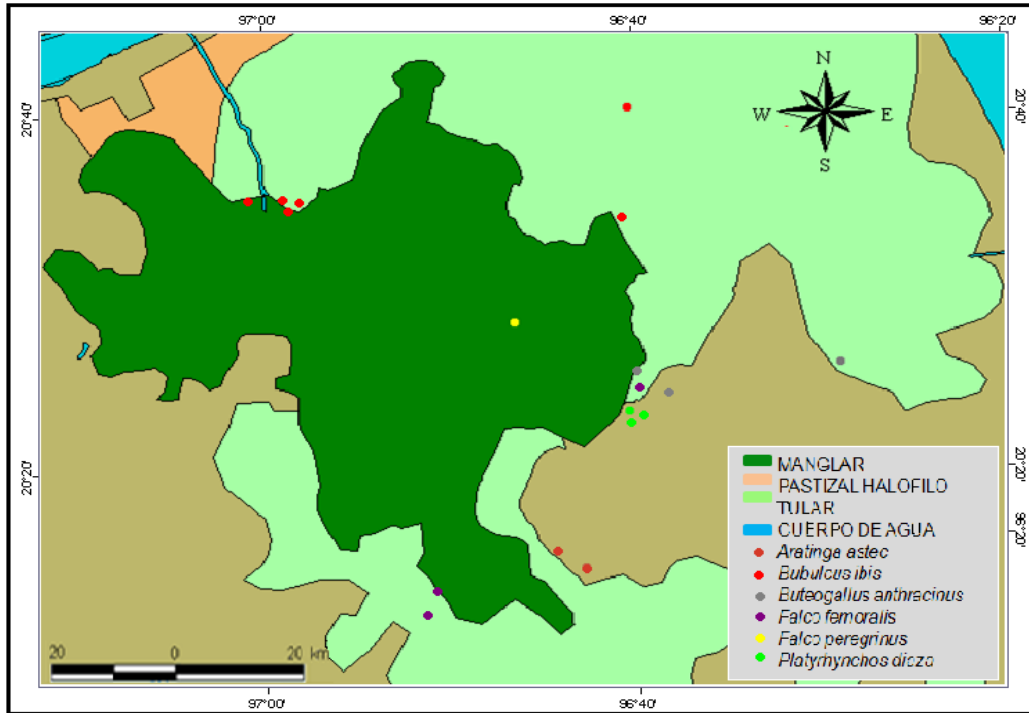 97°00'
96°40'
96°20'
20°40'
20°40'
N
W
E
S
20°20'
20°20'
96°20'
MANGLAR
PASTIZAL HALOFILO
TULAR
CUERPO DE AGUA
Aratinga astec
Bubulcus ibis
Buteogallus anthracinus
Falco femoralis
Falco peregrinus
Platyrhynchos dieza
20
0
20 km
97°00'
96°40'